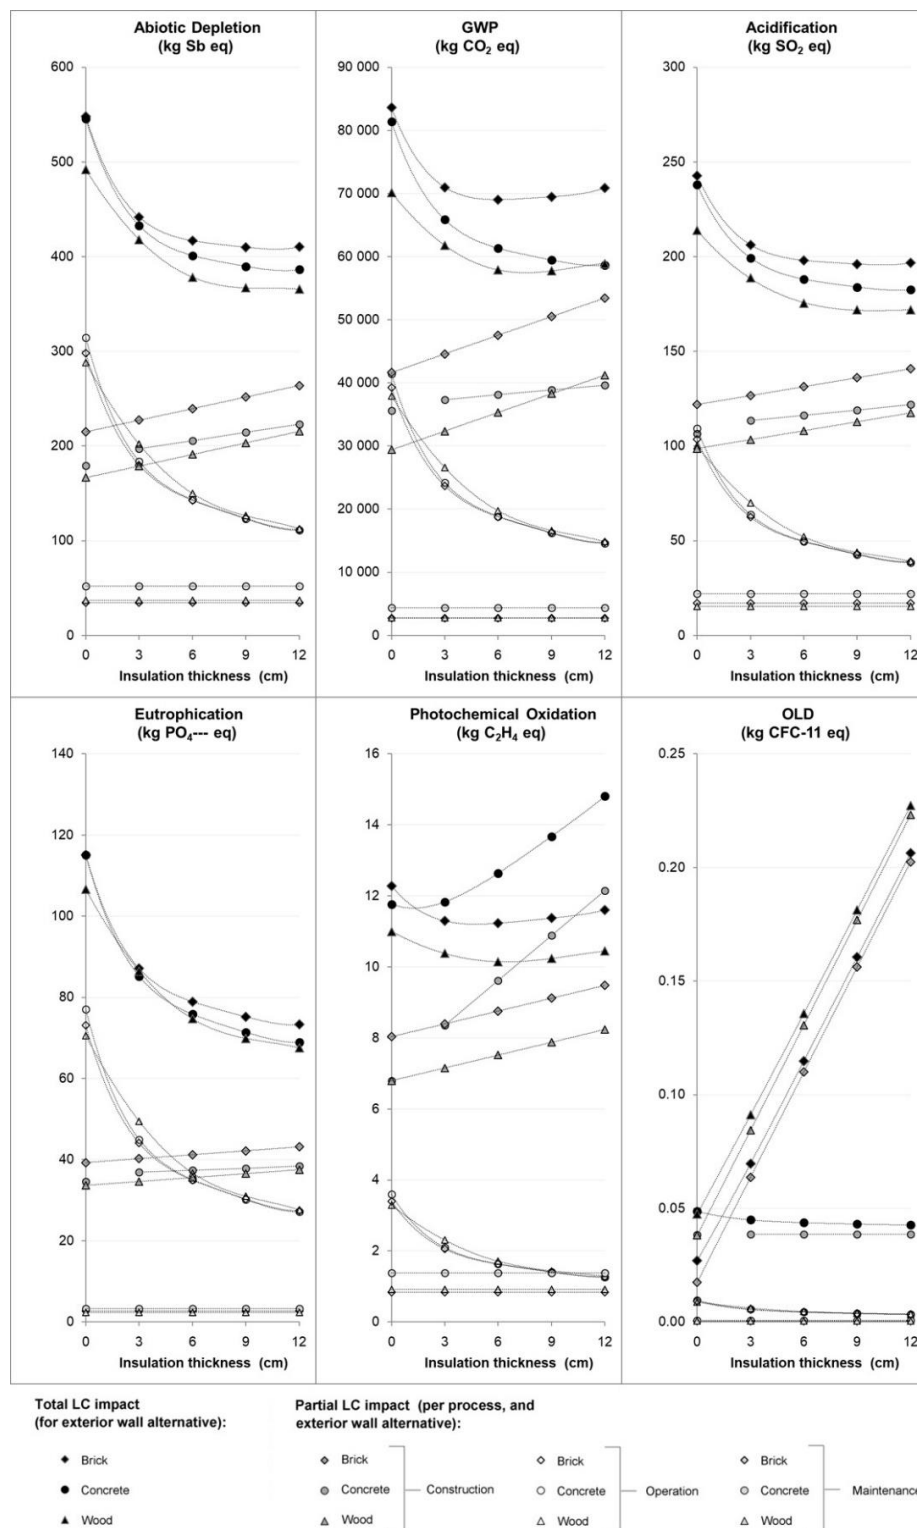 Abiotic Depletion
(kg Sb eq)
600
500
400
300
200
100
0
0 3 6 9 12
Insulation thickness (cm)
GWP
(kg CO₂ eq)
90 000
80 000
70 000
60 000
50 000
40 000
30 000
20 000
10 000
0
0 3 6 9 12
Insulation thickness (cm)
Acidification
(kg SO₂ eq)
300
250
200
150
100
50
0
0 3 6 9 12
Insulation thickness (cm)
Eutrophication
(kg PO₄--- eq)
140
120
100
80
60
40
20
0
0 3 6 9 12
Insulation thickness (cm)
Photochemical Oxidation
(kg C₂H₄ eq)
16
14
12
10
8
6
4
2
0
0 3 6 9 12
Insulation thickness (cm)
OLD
(kg CFC-11 eq)
0.25
0.20
0.15
0.10
0.05
0.00
0 3 6 9 12
Insulation thickness (cm)
Total LC impact
(for exterior wall alternative):
Brick
Concrete
Wood
Partial LC impact (per process, and
exterior wall alternative):
Brick
Concrete
Wood
Construction
Brick
Concrete
Wood
Operation
Brick
Concrete
Wood
Maintenance